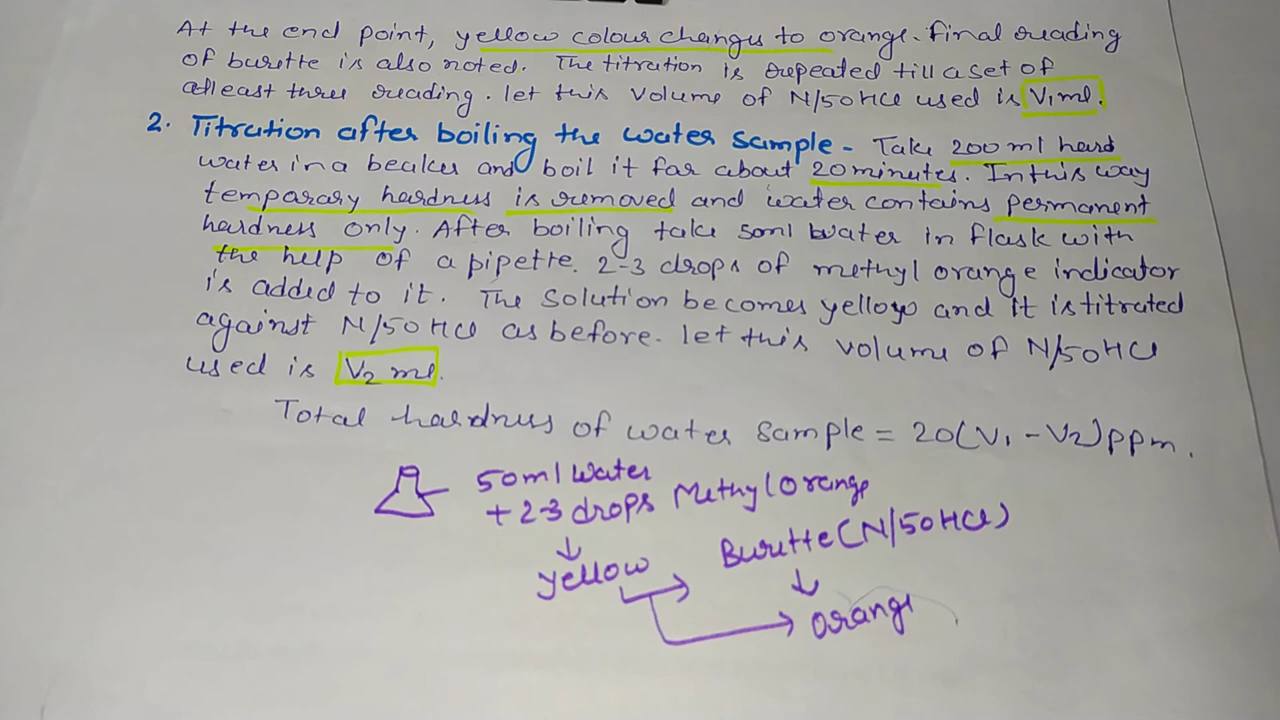 At the end point, yellow colour changes to orange. Final reading
of burette is also noted. The titration is repeated till a set of
atleast three reading. let this volume of N/50 HCl used is V1 ml.
2. Titration after boiling the water sample - Take 200 ml hard
water in a beaker and boil it for about 20 minutes. In this way
temparary hardness is removed and water contains permanent
hardness only. After boiling take 50ml water in flask with
the help of a pipette. 2-3 drops of methyl orange indicator
is added to it. The solution becomes yellow and it is titrated
against N/50 HCl as before. let this volume of N/50 HCl
used is V2 ml.
Total hardness of water sample = 20(V1 - V2)ppm.
50ml water
+ 2-3 drops Methyl Orange
↓
yellow
Burette (N/50 HCl)
↓
orange